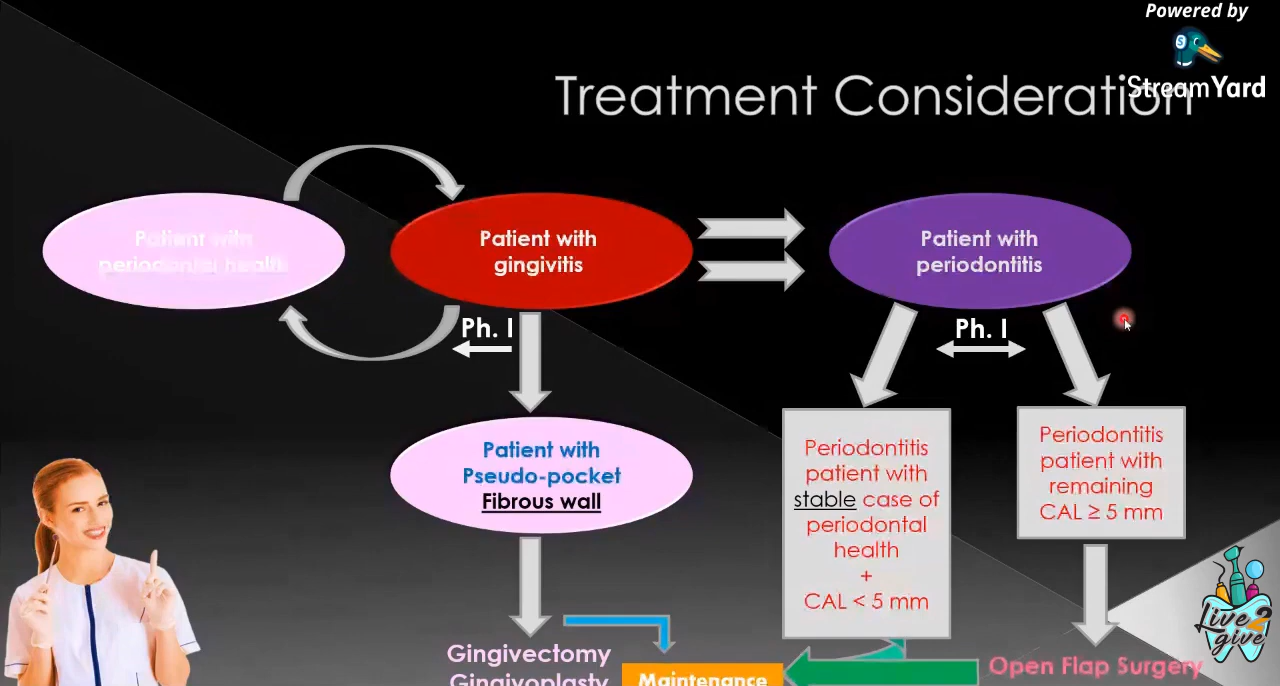 Powered by
StreamYard
Treatment Consideration
Patient with
periodontal health
Patient with
gingivitis
Patient with
periodontitis
Ph. I
Ph. I
Patient with
Pseudo-pocket
Fibrous wall
Periodontitis
patient with
stable case of
periodontal
health
+
CAL < 5 mm
Periodontitis
patient with
remaining
CAL ≥ 5 mm
Gingivectomy
Gingivoplasty
Maintenance
Open Flap Surgery
Live 2
give